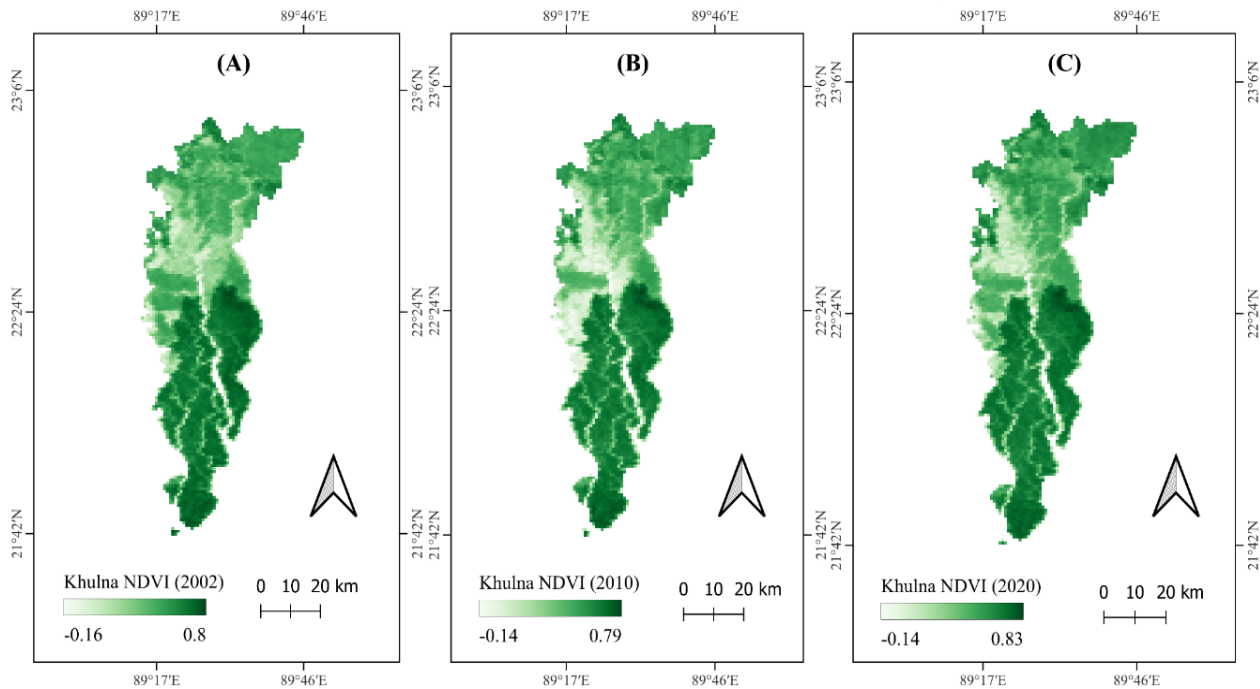 89°17′E 89°46′E 89°17′E 89°46′E 89°17′E 89°46′E
(A) (B) (C)
23°6′N 23°6′N 23°6′N 23°6′N
22°24′N 22°24′N 22°24′N 22°24′N
21°42′N 21°42′N 21°42′N 21°42′N
Khulna NDVI (2002) 0 10 20 km
-0.16 0.8
Khulna NDVI (2010) 0 10 20 km
-0.14 0.79
Khulna NDVI (2020) 0 10 20 km
-0.14 0.83
89°17′E 89°46′E 89°17′E 89°46′E 89°17′E 89°46′E